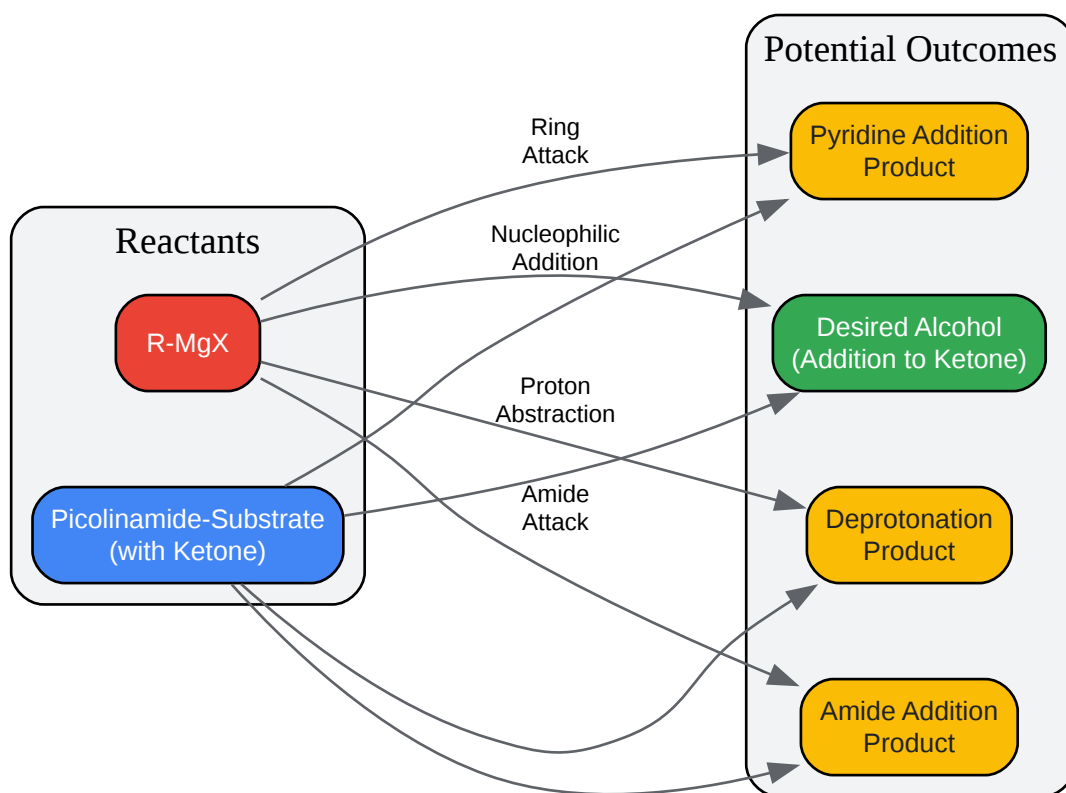 Potential Outcomes
Ring
Attack
Pyridine Addition
Product
Reactants
Nucleophilic
Addition
R-MgX
Desired Alcohol
(Addition to Ketone)
Proton
Abstraction
Picolinamide-Substrate
(with Ketone)
Amide
Attack
Deprotonation
Product
Amide Addition
Product